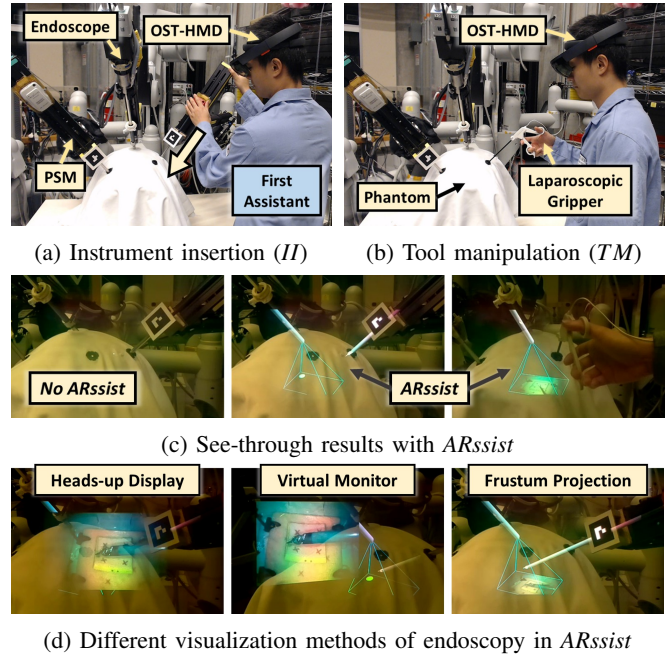 Endoscope
OST-HMD
PSM
First
Assistant
OST-HMD
Phantom
Laparoscopic
Gripper
(a) Instrument insertion (II)
(b) Tool manipulation (TM)
No ARssist
ARssist
(c) See-through results with ARssist
Heads-up Display
Virtual Monitor
Frustum Projection
(d) Different visualization methods of endoscopy in ARssist